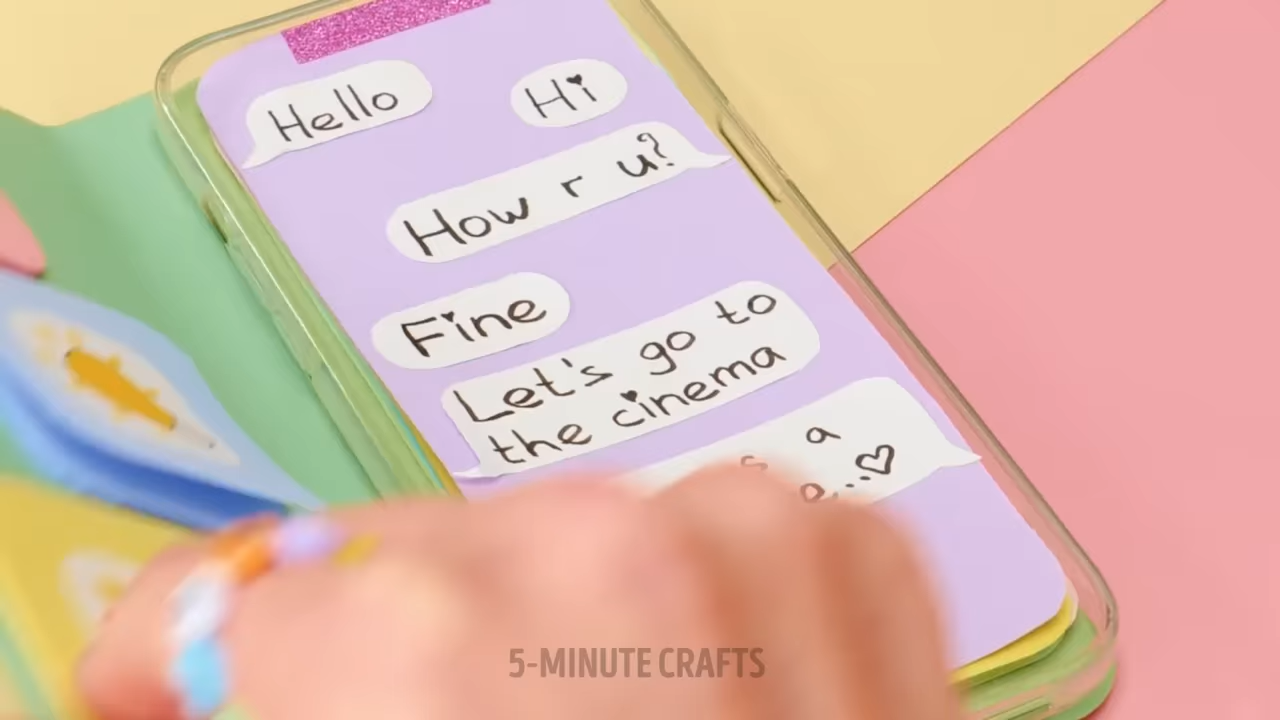 Hello
Hi
How r u?
Fine
Let's go to
the cinema
a
5-MINUTE CRAFTS